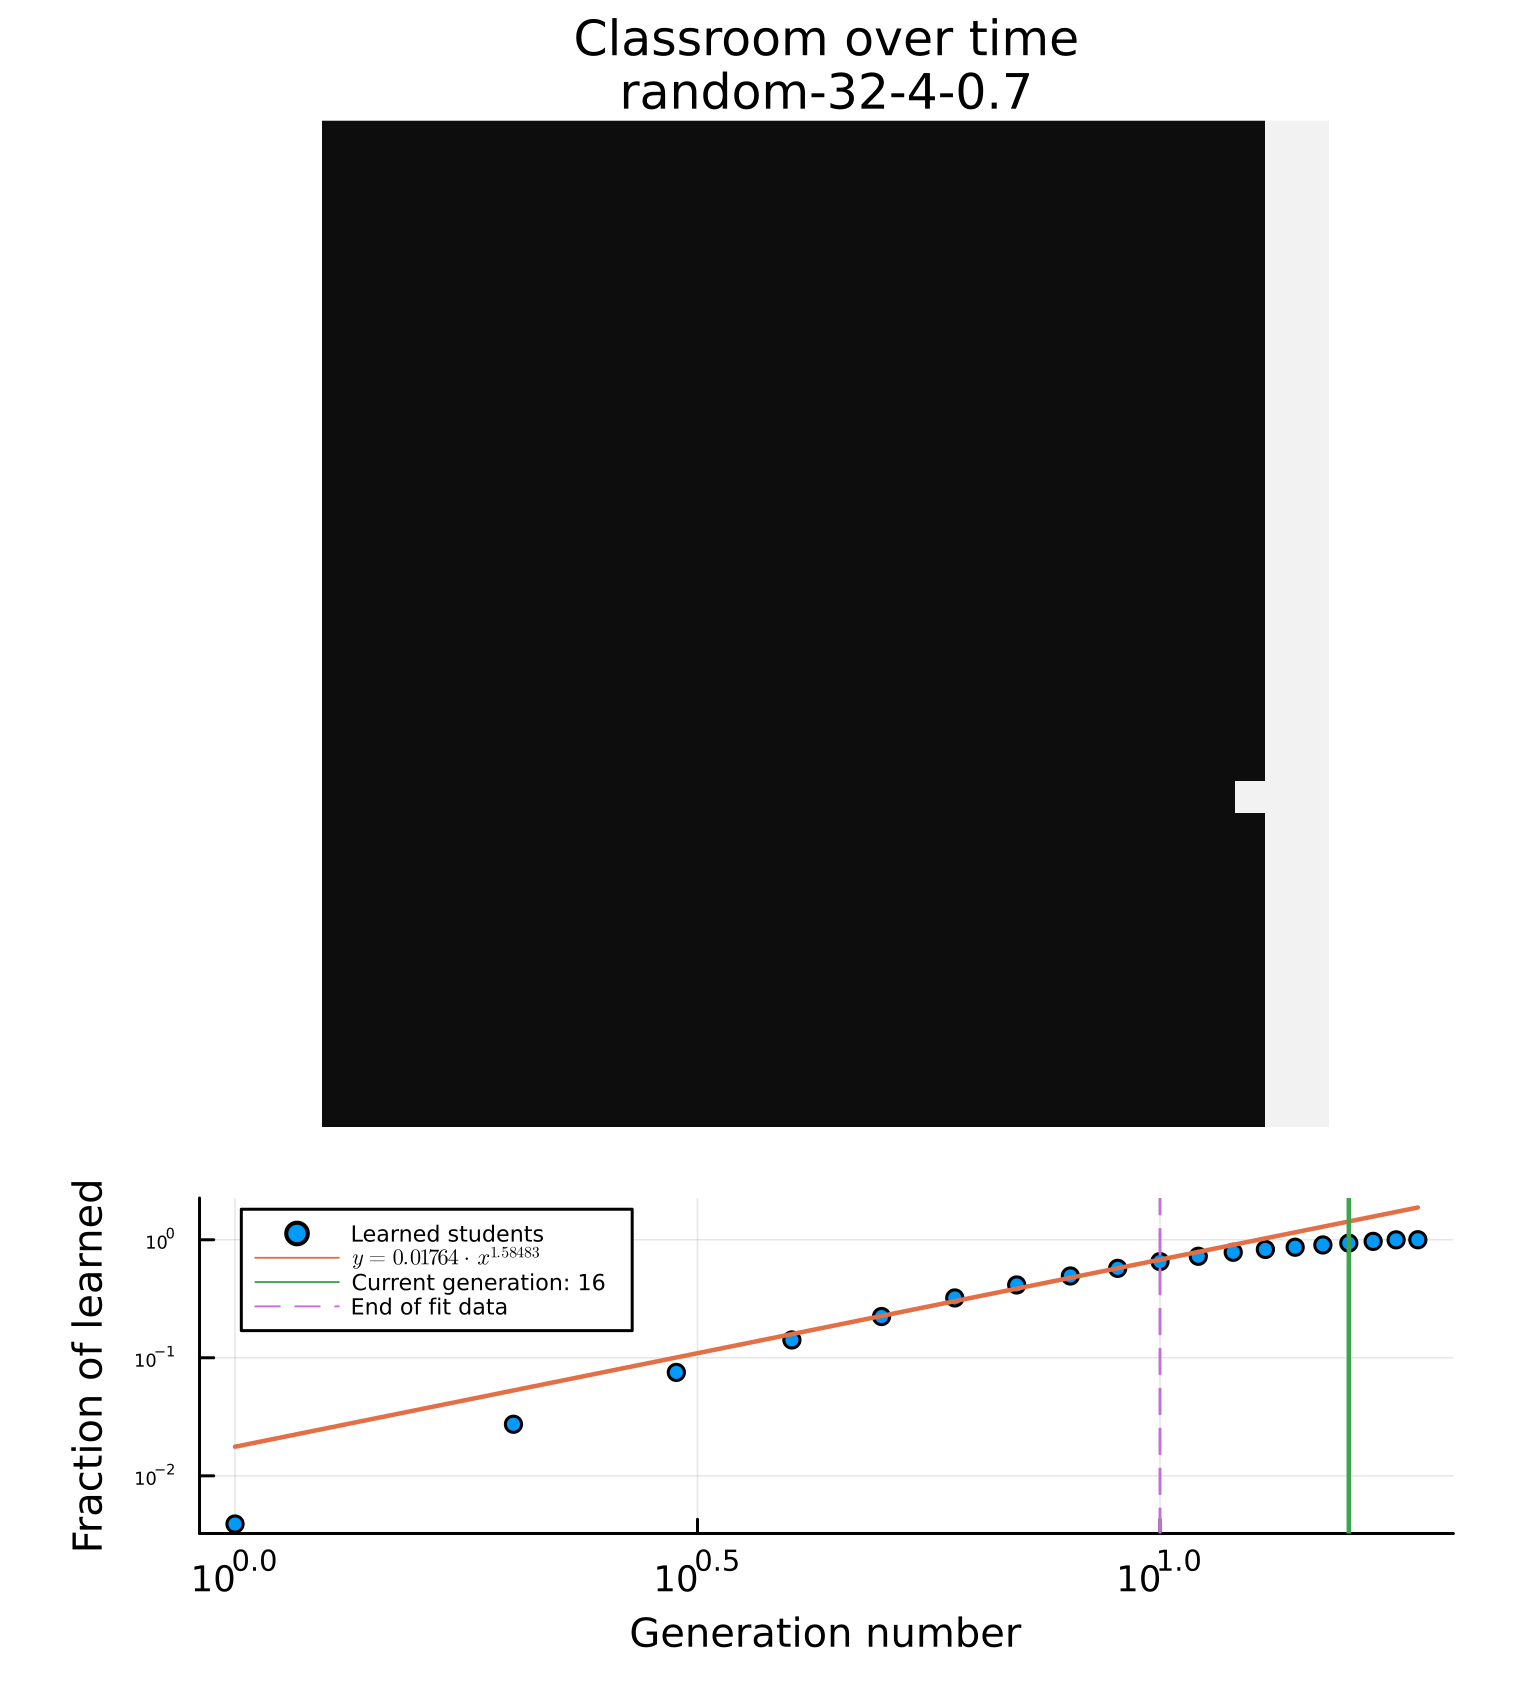 Classroom over time
random-32-4-0.7
Fraction of learned
10⁰
10⁻¹
10⁻²
Learned students
y = 0.01764 · x^1.58483
Current generation: 16
End of fit data
10^0.0 10^0.5 10^1.0
Generation number